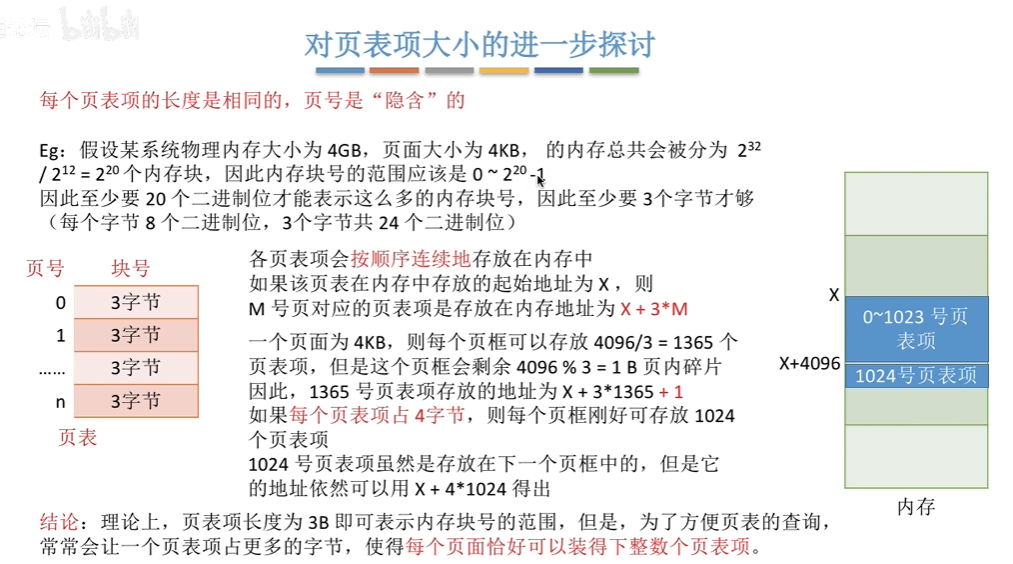 bilibili
对页表项大小的进一步探讨
每个页表项的长度是相同的，页号是“隐含”的
Eg：假设某系统物理内存大小为 4GB，页面大小为 4KB， 的内存总共会被分为 2³²
/ 2¹² = 2²⁰ 个内存块，因此内存块号的范围应该是 0 ~ 2²⁰ -1
因此至少要 20 个二进制位才能表示这么多的内存块号，因此至少要 3个字节才够
（每个字节 8 个二进制位，3个字节共 24 个二进制位）
页号 块号
0 3字节
1 3字节
…… 3字节
n 3字节
页表
各页表项会按顺序连续地存放在内存中
如果该页表在内存中存放的起始地址为 X ，则
M 号页对应的页表项是存放在内存地址为 X + 3*M
一个页面为 4KB，则每个页框可以存放 4096/3 = 1365 个
页表项，但是这个页框会剩余 4096 % 3 = 1 B 页内碎片
因此，1365 号页表项存放的地址为 X + 3*1365 + 1
如果每个页表项占 4字节，则每个页框刚好可存放 1024
个页表项
1024 号页表项虽然是存放在下一个页框中的，但是它
的地址依然可以用 X + 4*1024 得出
X
0~1023 号页
表项
X+4096
1024号页表项
内存
结论：理论上，页表项长度为 3B 即可表示内存块号的范围，但是，为了方便页表的查询，
常常会让一个页表项占更多的字节，使得每个页面恰好可以装得下整数个页表项。